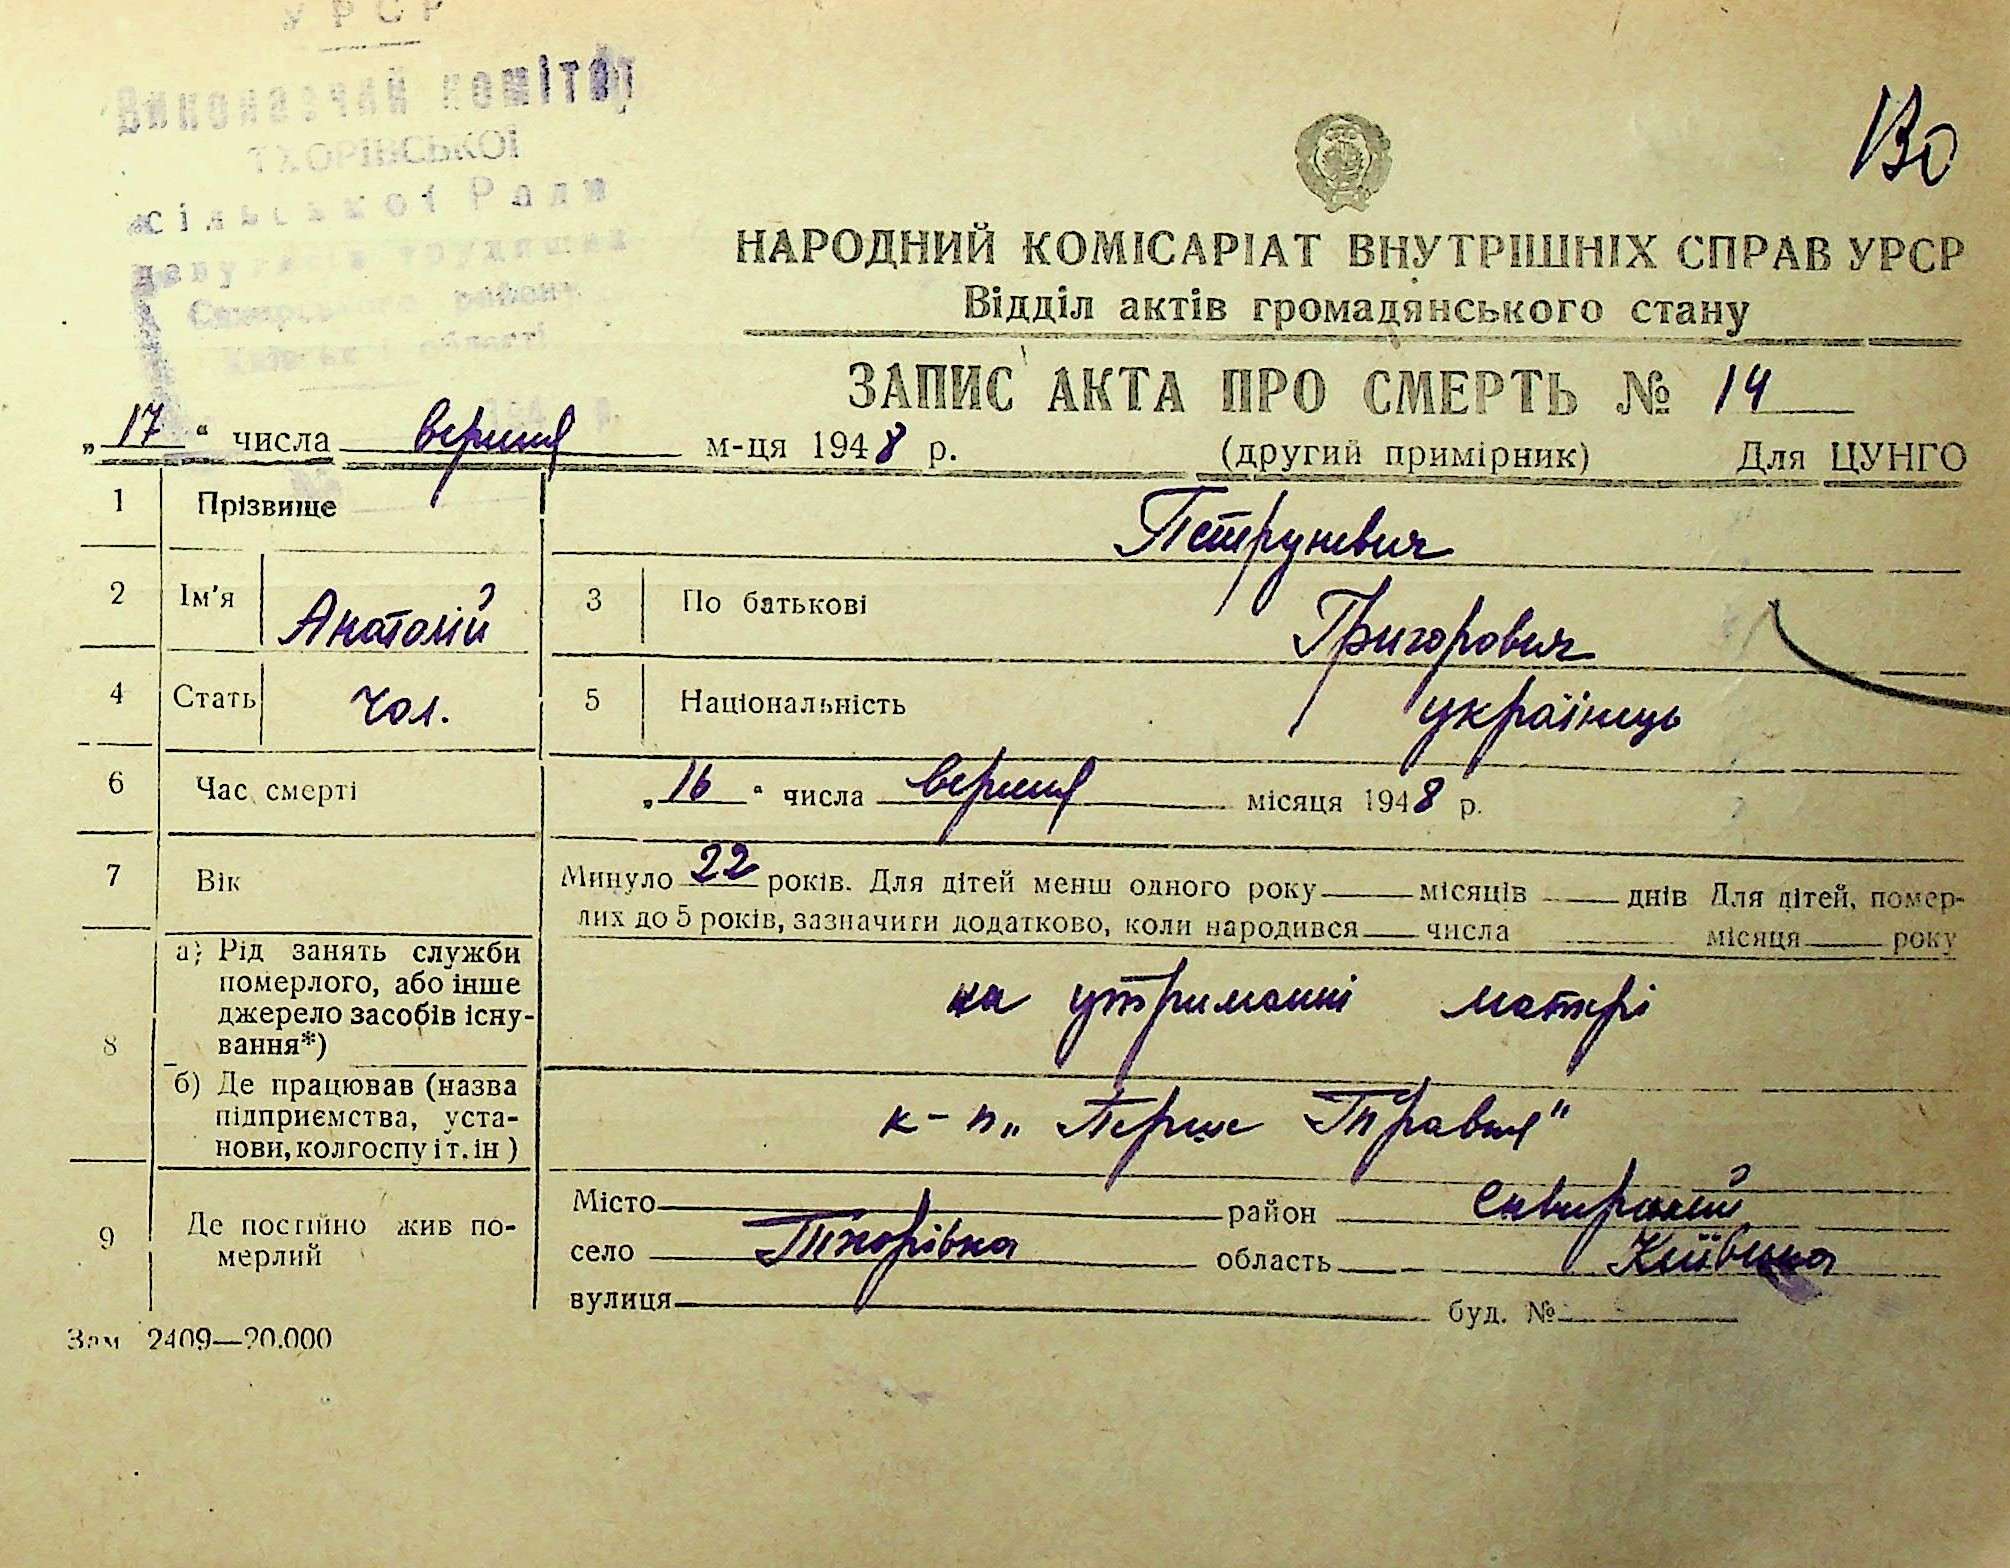 УРСР
Виконавчий комітет
ТХОРІВСЬКОЇ
сільської Ради
депутатів трудящих
Сквирського району
Київської області
130
НАРОДНИЙ КОМІСАРІАТ ВНУТРІШНІХ СПРАВ УРСР
Відділ актів громадянського стану
ЗАПИС АКТА ПРО СМЕРТЬ № 14
„17“ числа вересня м-ця 1948 р. (другий примірник) Для ЦУНГО
1 Прізвище Петруневич
2 Ім'я Анатолій 3 По батькові Григорович
4 Стать Чол. 5 Національність українець
6 Час смерті „16“ числа вересня місяця 1948 р.
7 Вік Минуло 22 років. Для дітей менш одного року місяців днів Для дітей, помер-
лих до 5 років, зазначити додатково, коли народився числа місяця року
8 а) Рід занять служби
померлого, або інше
джерело засобів існу-
вання*) на утриманні матері
б) Де працював (назва
підприємства, уста-
нови, колгоспу і т. ін) к-п „Перше Травня"
9 Де постійно жив по-
мерлий
Місто район Сквирський
село Тхорівка область Київська
вулиця буд. №
Зам 2409—20.000